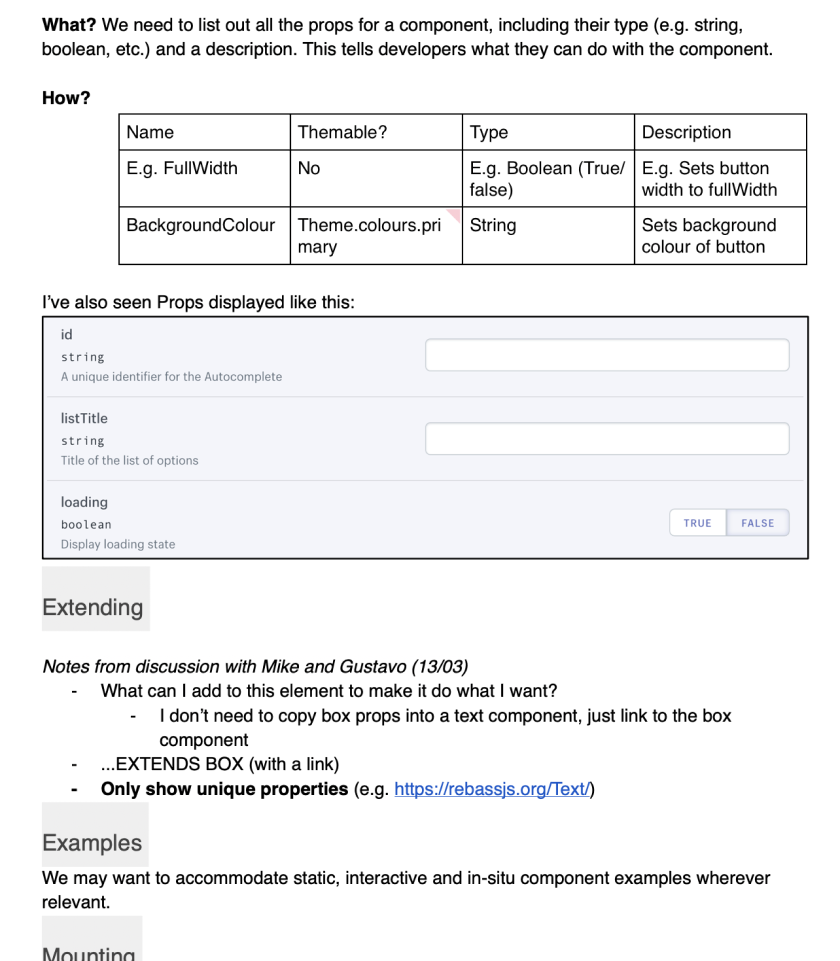 What? We need to list out all the props for a component, including their type (e.g. string,
boolean, etc.) and a description. This tells developers what they can do with the component.
How?
Name Themable? Type Description
E.g. FullWidth No E.g. Boolean (True/ E.g. Sets button
false) width to fullWidth
BackgroundColour Theme.colours.pri String Sets background
mary colour of button
I've also seen Props displayed like this:
id
string
A unique identifier for the Autocomplete
listTitle
string
Title of the list of options
loading
boolean
TRUE FALSE
Display loading state
Extending
Notes from discussion with Mike and Gustavo (13/03)
- What can I add to this element to make it do what I want?
- I don't need to copy box props into a text component, just link to the box
component
- ...EXTENDS BOX (with a link)
- Only show unique properties (e.g. https://rebassjs.org/Text/)
Examples
We may want to accommodate static, interactive and in-situ component examples wherever
relevant.
Mounting